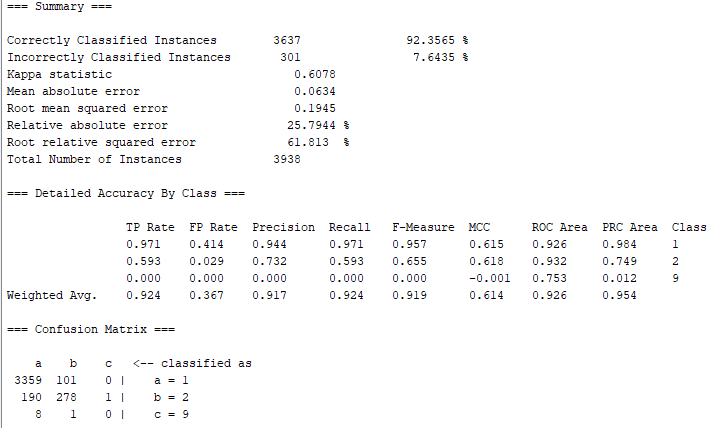 === Summary ===
Correctly Classified Instances 3637 92.3565 %
Incorrectly Classified Instances 301 7.6435 %
Kappa statistic 0.6078
Mean absolute error 0.0634
Root mean squared error 0.1945
Relative absolute error 25.7944 %
Root relative squared error 61.813 %
Total Number of Instances 3938
=== Detailed Accuracy By Class ===
TP Rate FP Rate Precision Recall F-Measure MCC ROC Area PRC Area Class
0.971 0.414 0.944 0.971 0.957 0.615 0.926 0.984 1
0.593 0.029 0.732 0.593 0.655 0.618 0.932 0.749 2
0.000 0.000 0.000 0.000 0.000 -0.001 0.753 0.012 9
Weighted Avg. 0.924 0.367 0.917 0.924 0.919 0.614 0.926 0.954
=== Confusion Matrix ===
a b c <-- classified as
3359 101 0 | a = 1
190 278 1 | b = 2
8 1 0 | c = 9